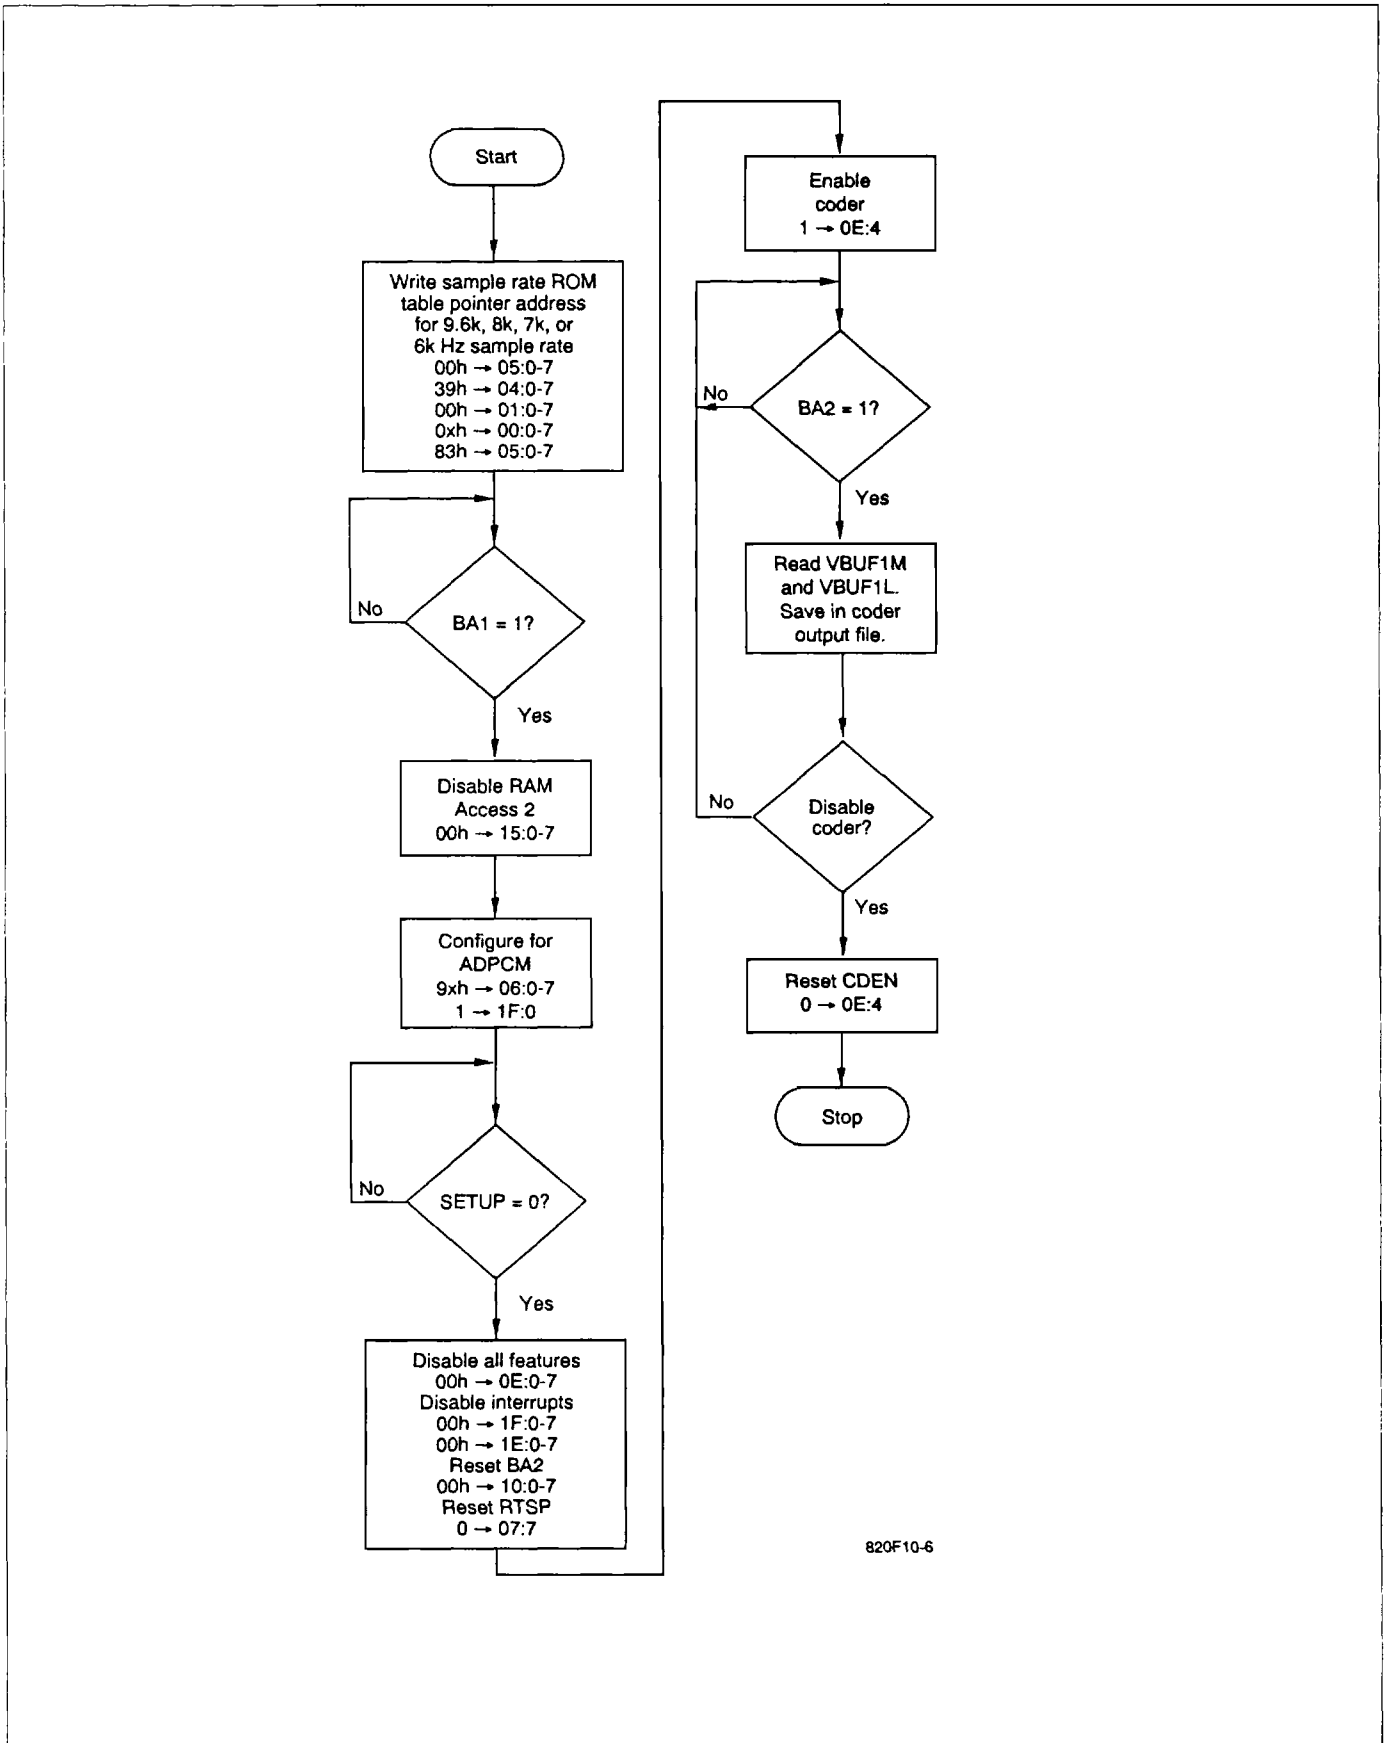 Start
Write sample rate ROM
table pointer address
for 9.6k, 8k, 7k, or
6k Hz sample rate
00h → 05:0-7
39h → 04:0-7
00h → 01:0-7
0xh → 00:0-7
83h → 05:0-7
No
BA1 = 1?
Yes
Disable RAM
Access 2
00h → 15:0-7
Configure for
ADPCM
9xh → 06:0-7
1 → 1F:0
No
SETUP = 0?
Yes
Disable all features
00h → 0E:0-7
Disable interrupts
00h → 1F:0-7
00h → 1E:0-7
Reset BA2
00h → 10:0-7
Reset RTSP
0 → 07:7
Enable
coder
1 → 0E:4
No
BA2 = 1?
Yes
Read VBUF1M
and VBUF1L.
Save in coder
output file.
No
Disable
coder?
Yes
Reset CDEN
0 → 0E:4
Stop
820F10-6